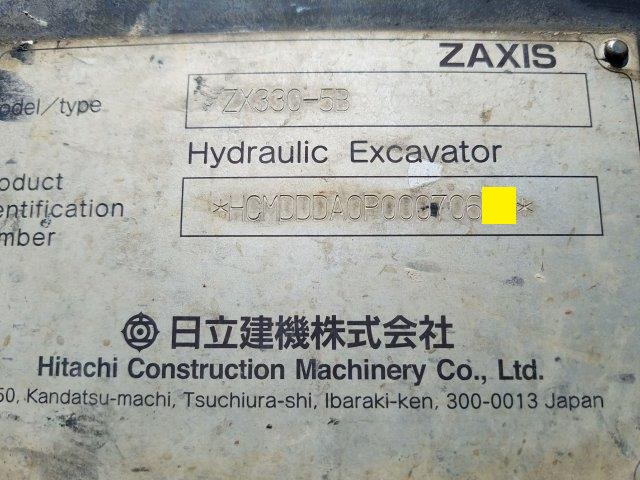 ZAXIS
odel/type
ZX330-5B
Hydraulic Excavator
oduct
entification
mber
*HCMDDDA0P000706 *
日立建機株式会社
Hitachi Construction Machinery Co., Ltd.
50, Kandatsu-machi, Tsuchiura-shi, Ibaraki-ken, 300-0013 Japan